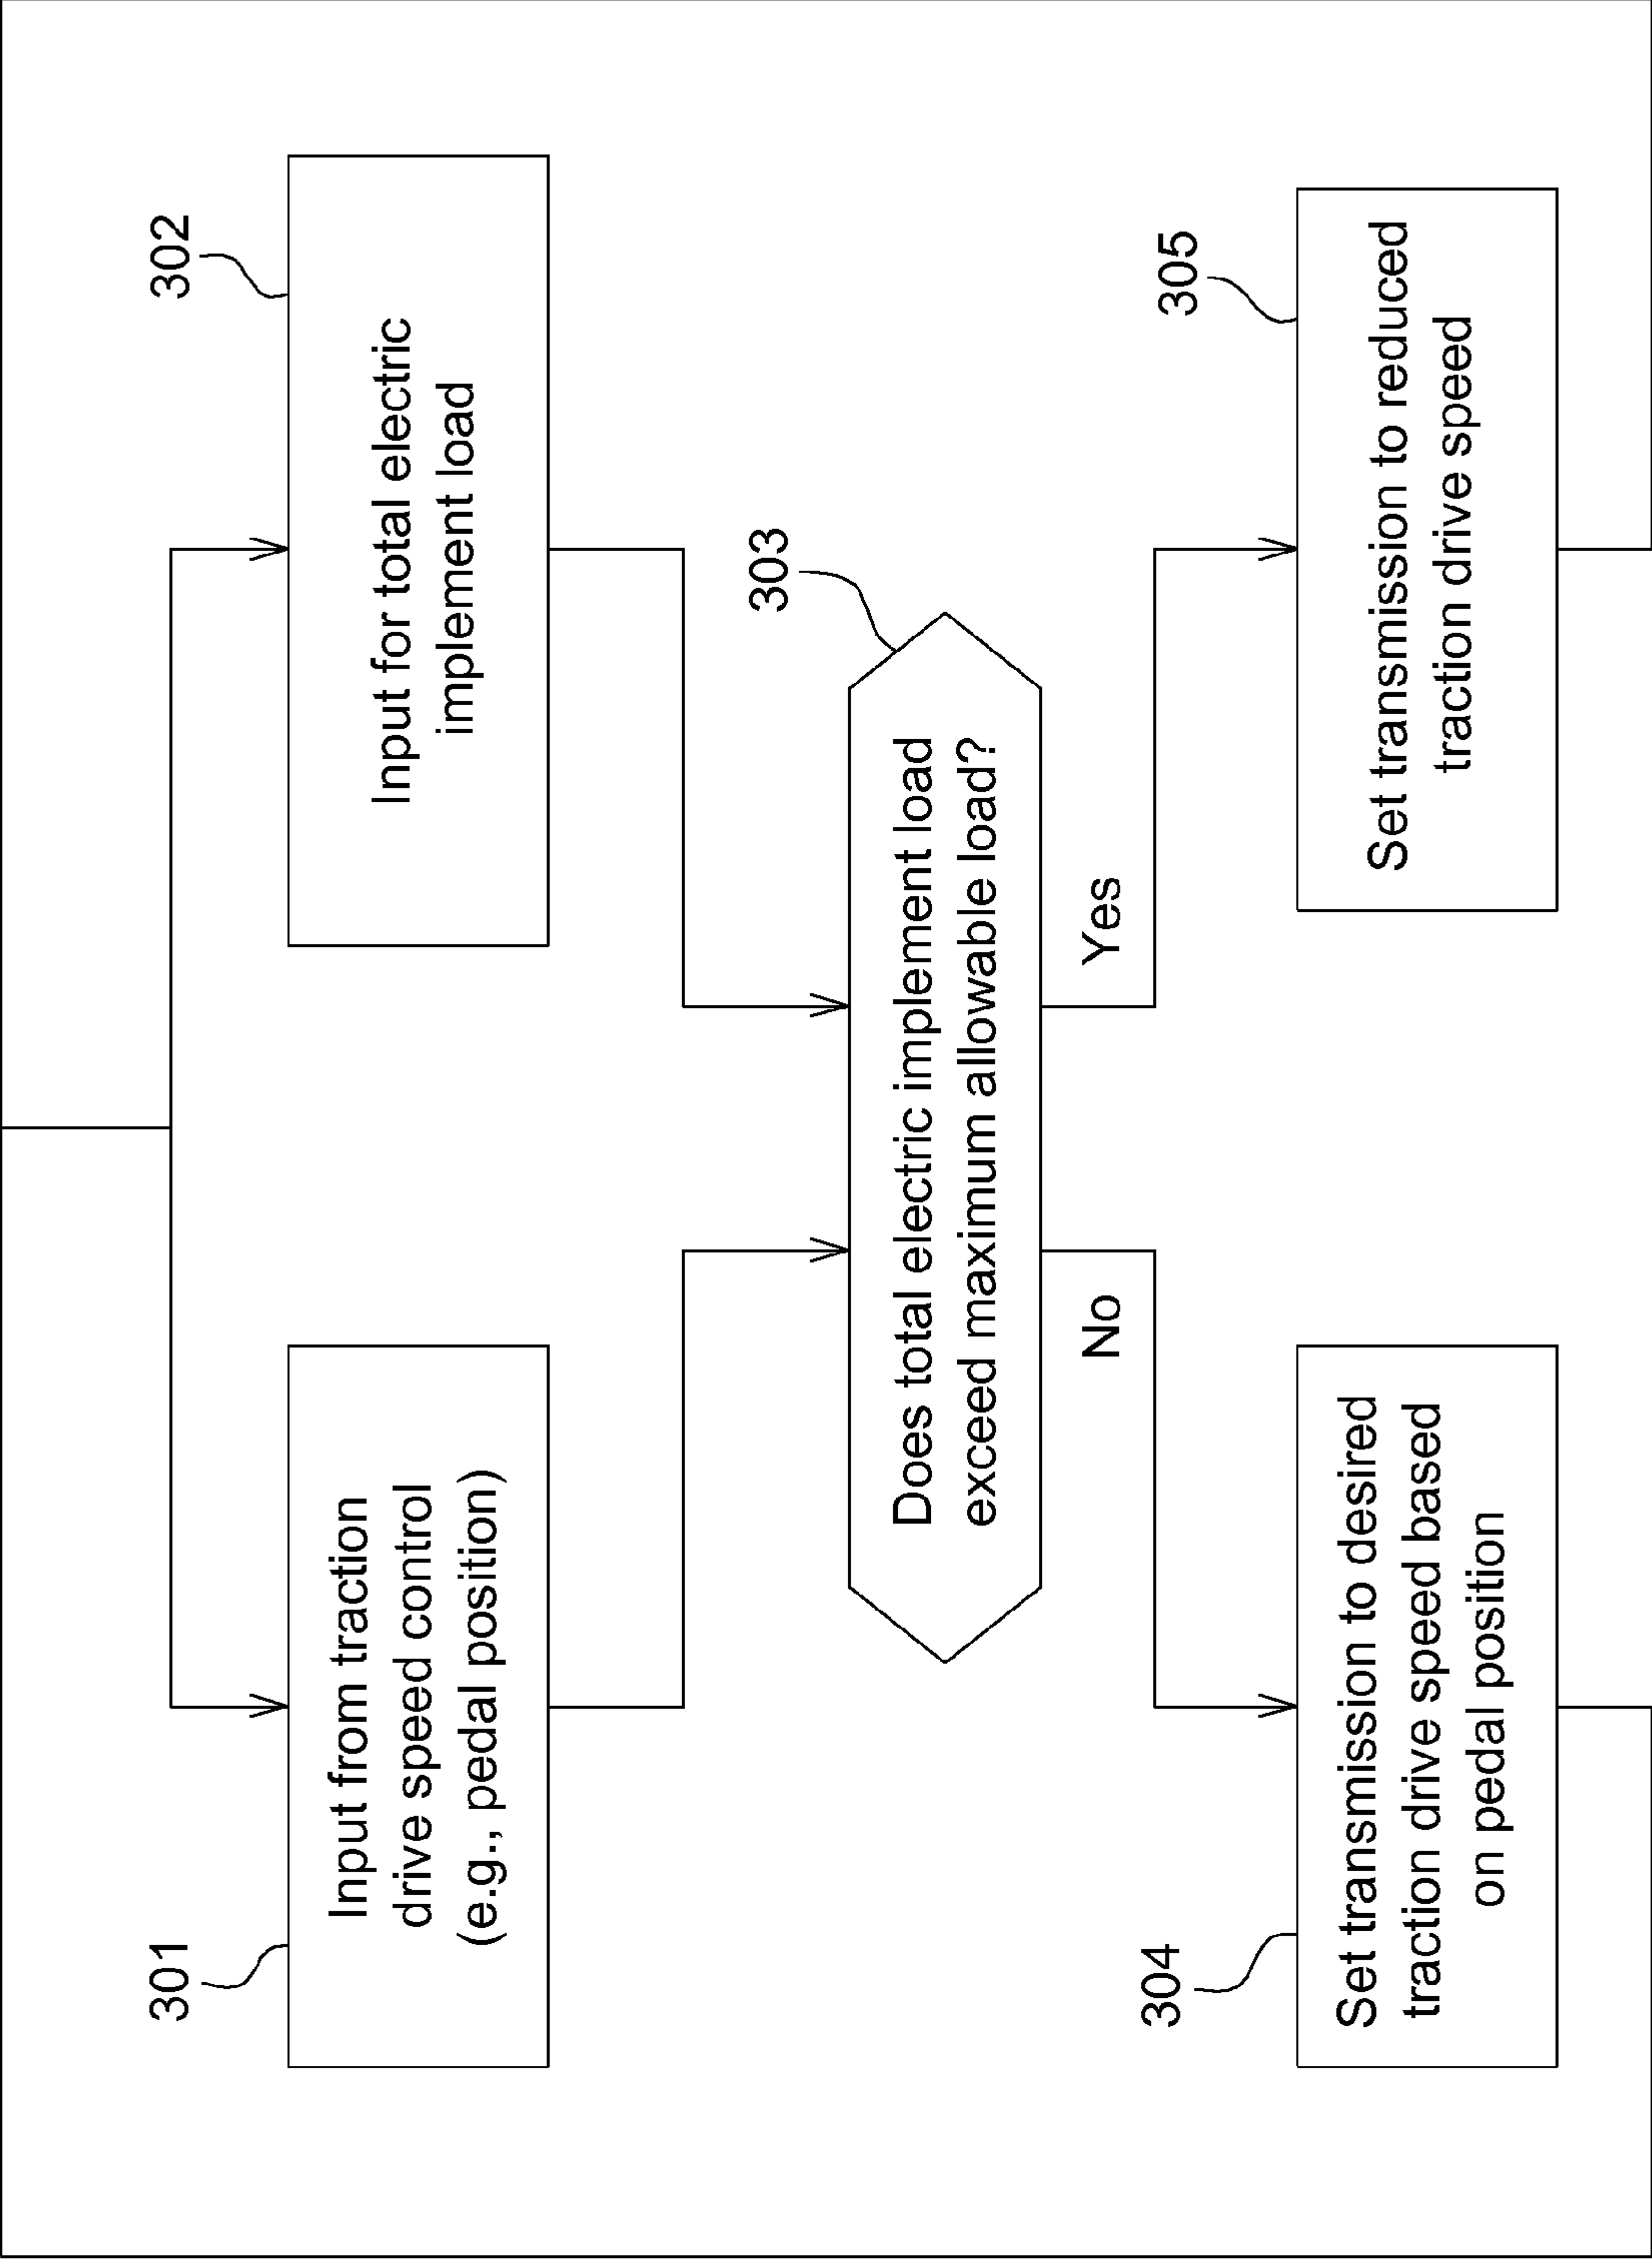 301
Input from traction
drive speed control
(e.g., pedal position)
302
Input for total electric
implement load
303
Does total electric implement load
exceed maximum allowable load?
No
Yes
304
Set transmission to desired
traction drive speed based
on pedal position
305
Set transmission to reduced
traction drive speed